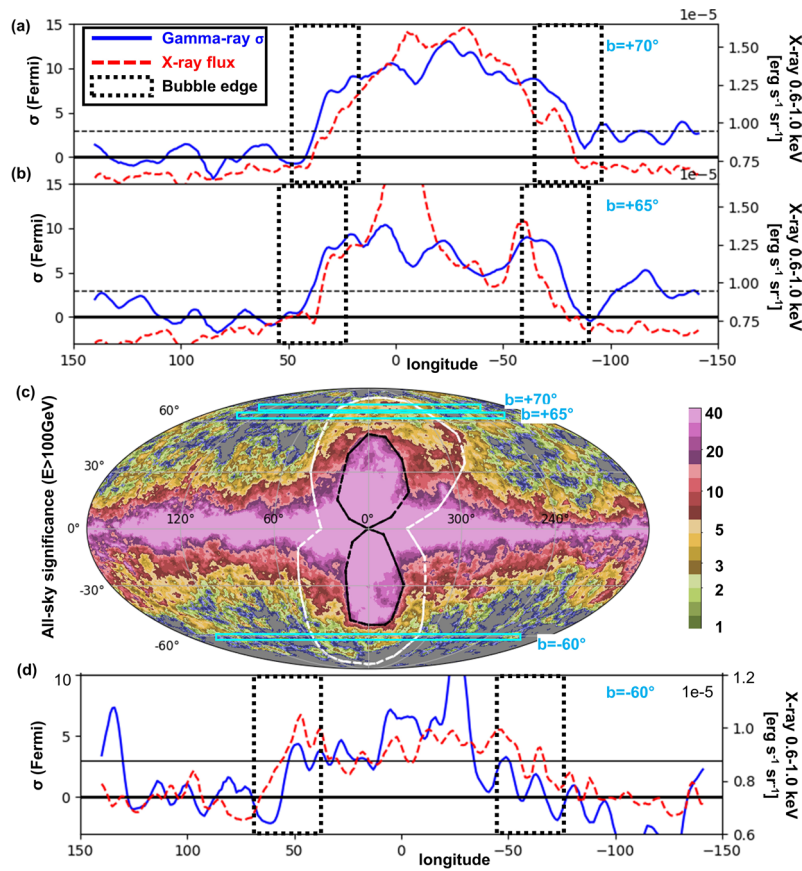 (a)
1e−5
Gamma-ray σ
X-ray flux
Bubble edge
b=+70°
σ (Fermi)
15
10
5
0
1.50
1.25
1.00
0.75
X-ray 0.6-1.0 keV
[erg s⁻¹ sr⁻¹]
(b)
1e−5
b=+65°
σ (Fermi)
15
10
5
0
1.50
1.25
1.00
0.75
X-ray 0.6-1.0 keV
[erg s⁻¹ sr⁻¹]
150 100 50 0 −50 −100 −150
longitude
(c)
b=+70°
b=+65°
60°
30°
0°
-30°
-60°
120° 60° 0° 300° 240°
All-sky significance (E>100GeV)
b=-60°
40
20
10
5
3
2
1
(d)
b=-60°
1e−5
σ (Fermi)
10
5
0
1.2
1.0
0.8
0.6
X-ray 0.6-1.0 keV
[erg s⁻¹ sr⁻¹]
150 100 50 0 −50 −100 −150
longitude